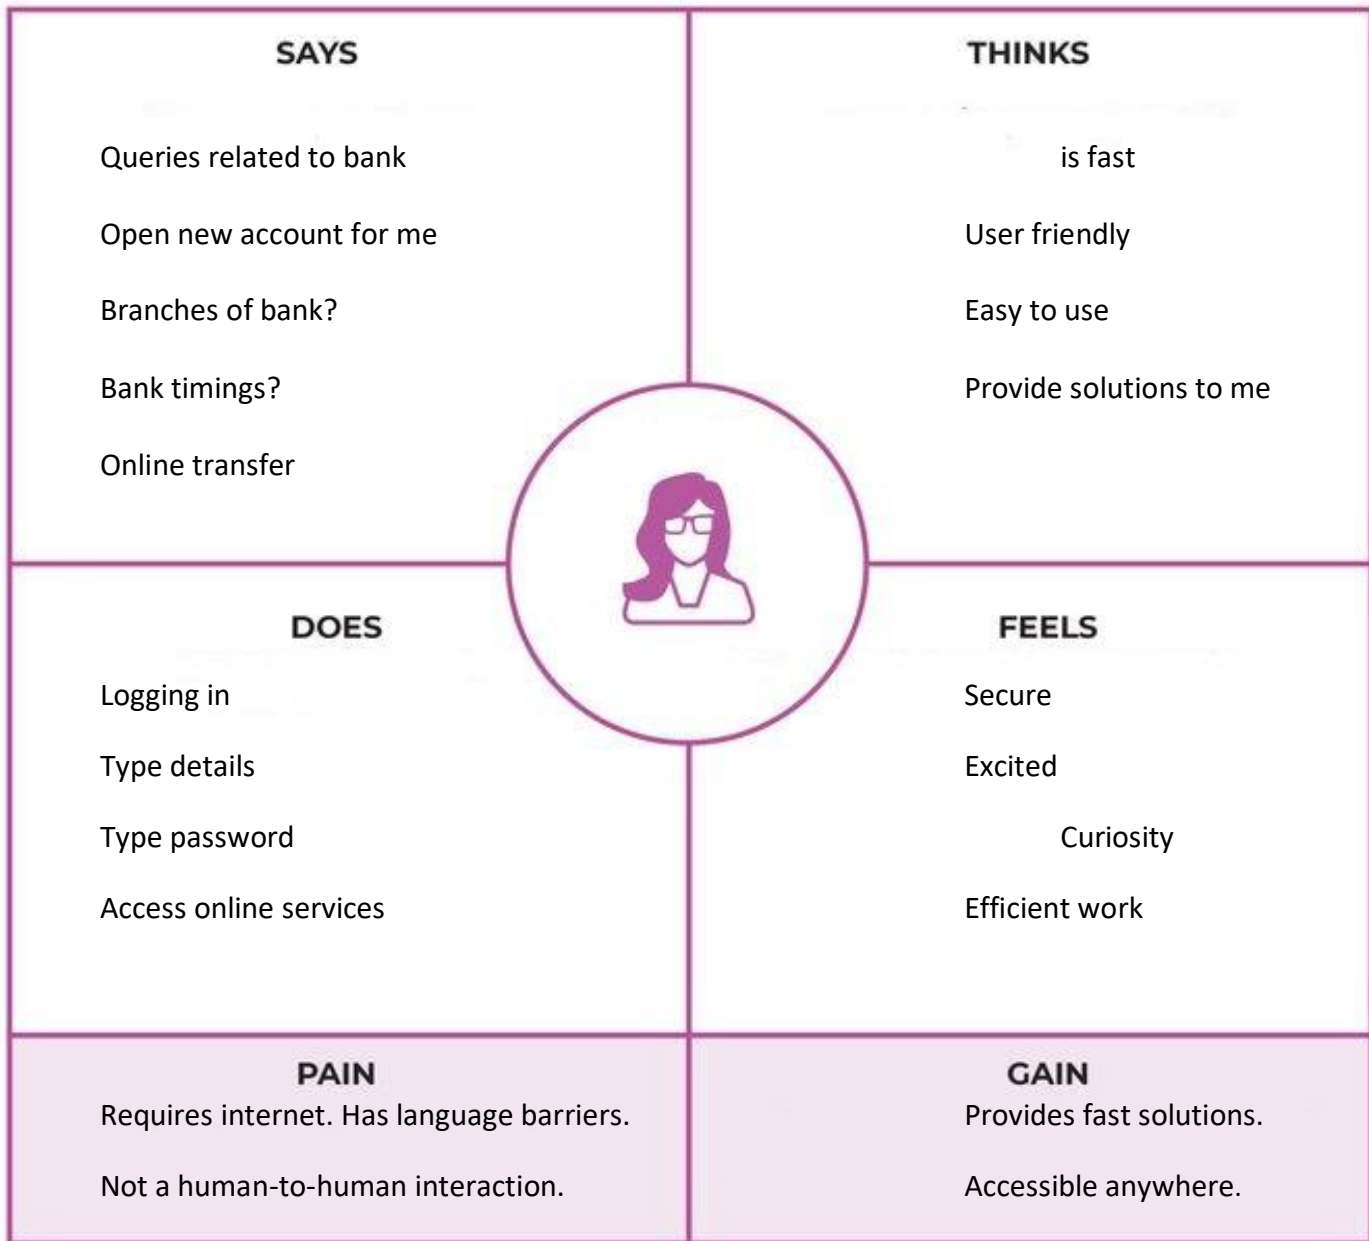 SAYS
Queries related to bank
Open new account for me
Branches of bank?
Bank timings?
Online transfer
THINKS
is fast
User friendly
Easy to use
Provide solutions to me
DOES
Logging in
Type details
Type password
Access online services
FEELS
Secure
Excited
Curiosity
Efficient work
PAIN
Requires internet. Has language barriers.
Not a human-to-human interaction.
GAIN
Provides fast solutions.
Accessible anywhere.